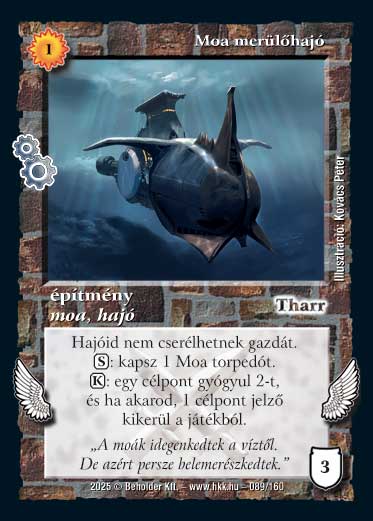 1
Moa merülőhajó
Illusztráció: Kovács Péter
építmény
moa, hajó
Tharr
Hajóid nem cserélhetnek gazdát.
S: kapsz 1 Moa torpedót.
K: egy célpont gyógyul 2-t,
és ha akarod, 1 célpont jelző
kikerül a játékból.
„A moák idegenkedtek a víztől.
De azért persze belemerészkedtek.”
3
2025 © Beholder Kft. – www.hkk.hu – 089/160